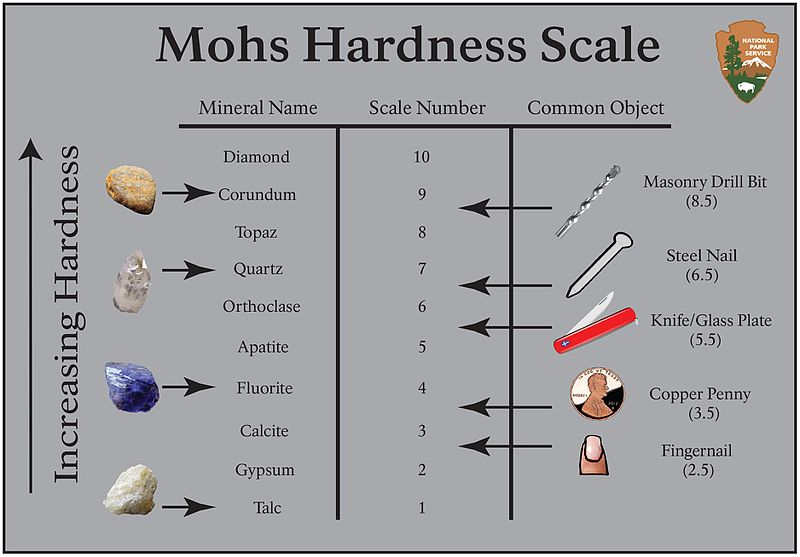 Mohs Hardness Scale
NATIONAL
PARK
SERVICE
Mineral Name Scale Number Common Object
Increasing Hardness
Diamond 10
Corundum 9
Masonry Drill Bit
(8.5)
Topaz 8
Quartz 7
Steel Nail
(6.5)
Orthoclase 6
Knife/Glass Plate
(5.5)
Apatite 5
Fluorite 4
Copper Penny
(3.5)
Calcite 3
Fingernail
(2.5)
Gypsum 2
Talc 1